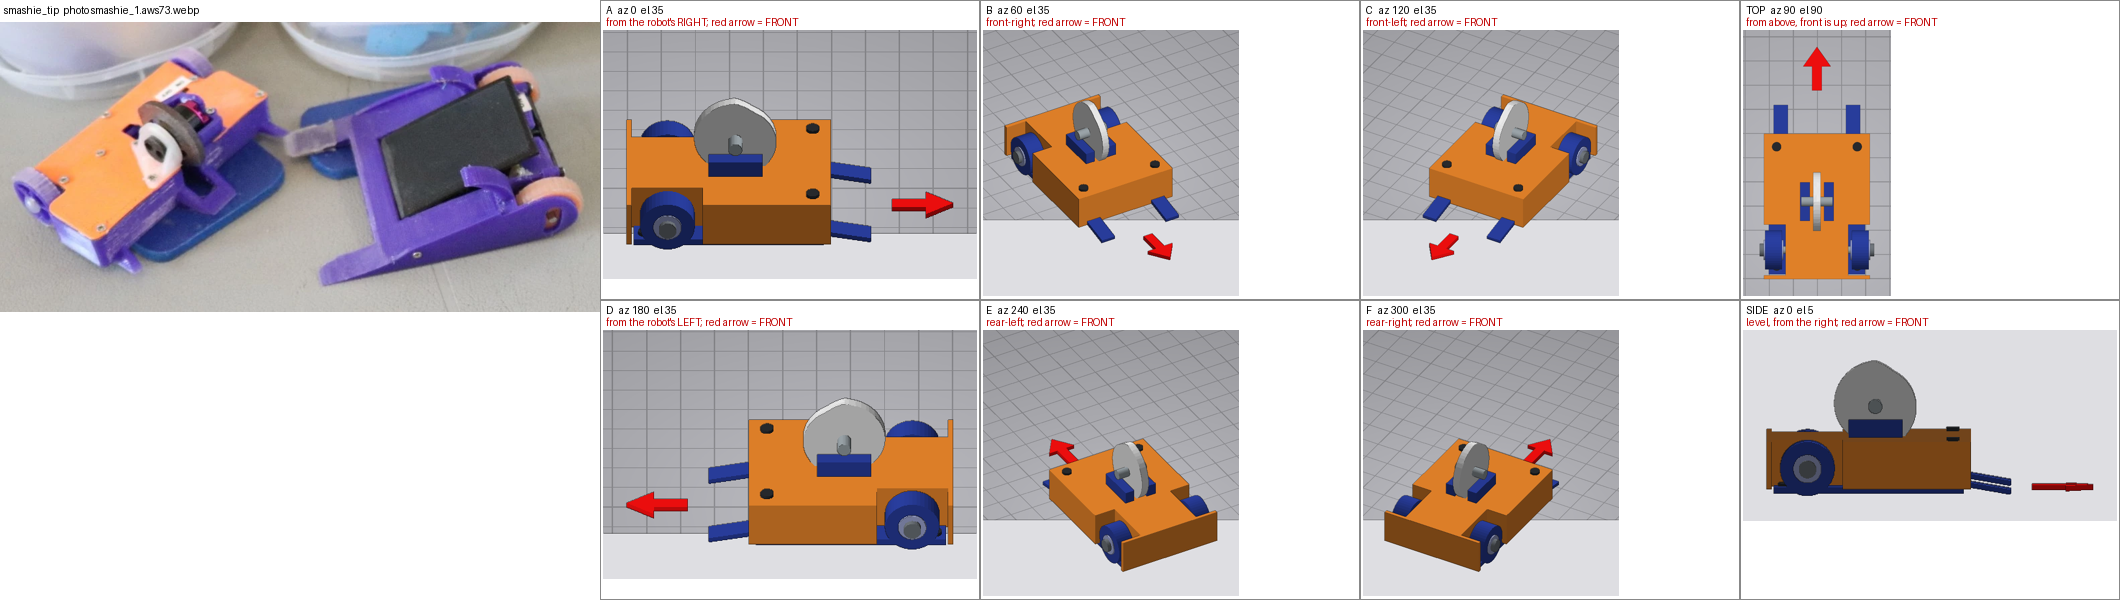 smashie_tip photosmashie_1.aws73.webp
A az 0 el 35
from the robot's RIGHT; red arrow = FRONT
B az 60 el 35
front-right; red arrow = FRONT
C az 120 el 35
front-left; red arrow = FRONT
TOP az 90 el 90
from above, front is up; red arrow = FRONT
D az 180 el 35
from the robot's LEFT; red arrow = FRONT
E az 240 el 35
rear-left; red arrow = FRONT
F az 300 el 35
rear-right; red arrow = FRONT
SIDE az 0 el 5
level, from the right; red arrow = FRONT